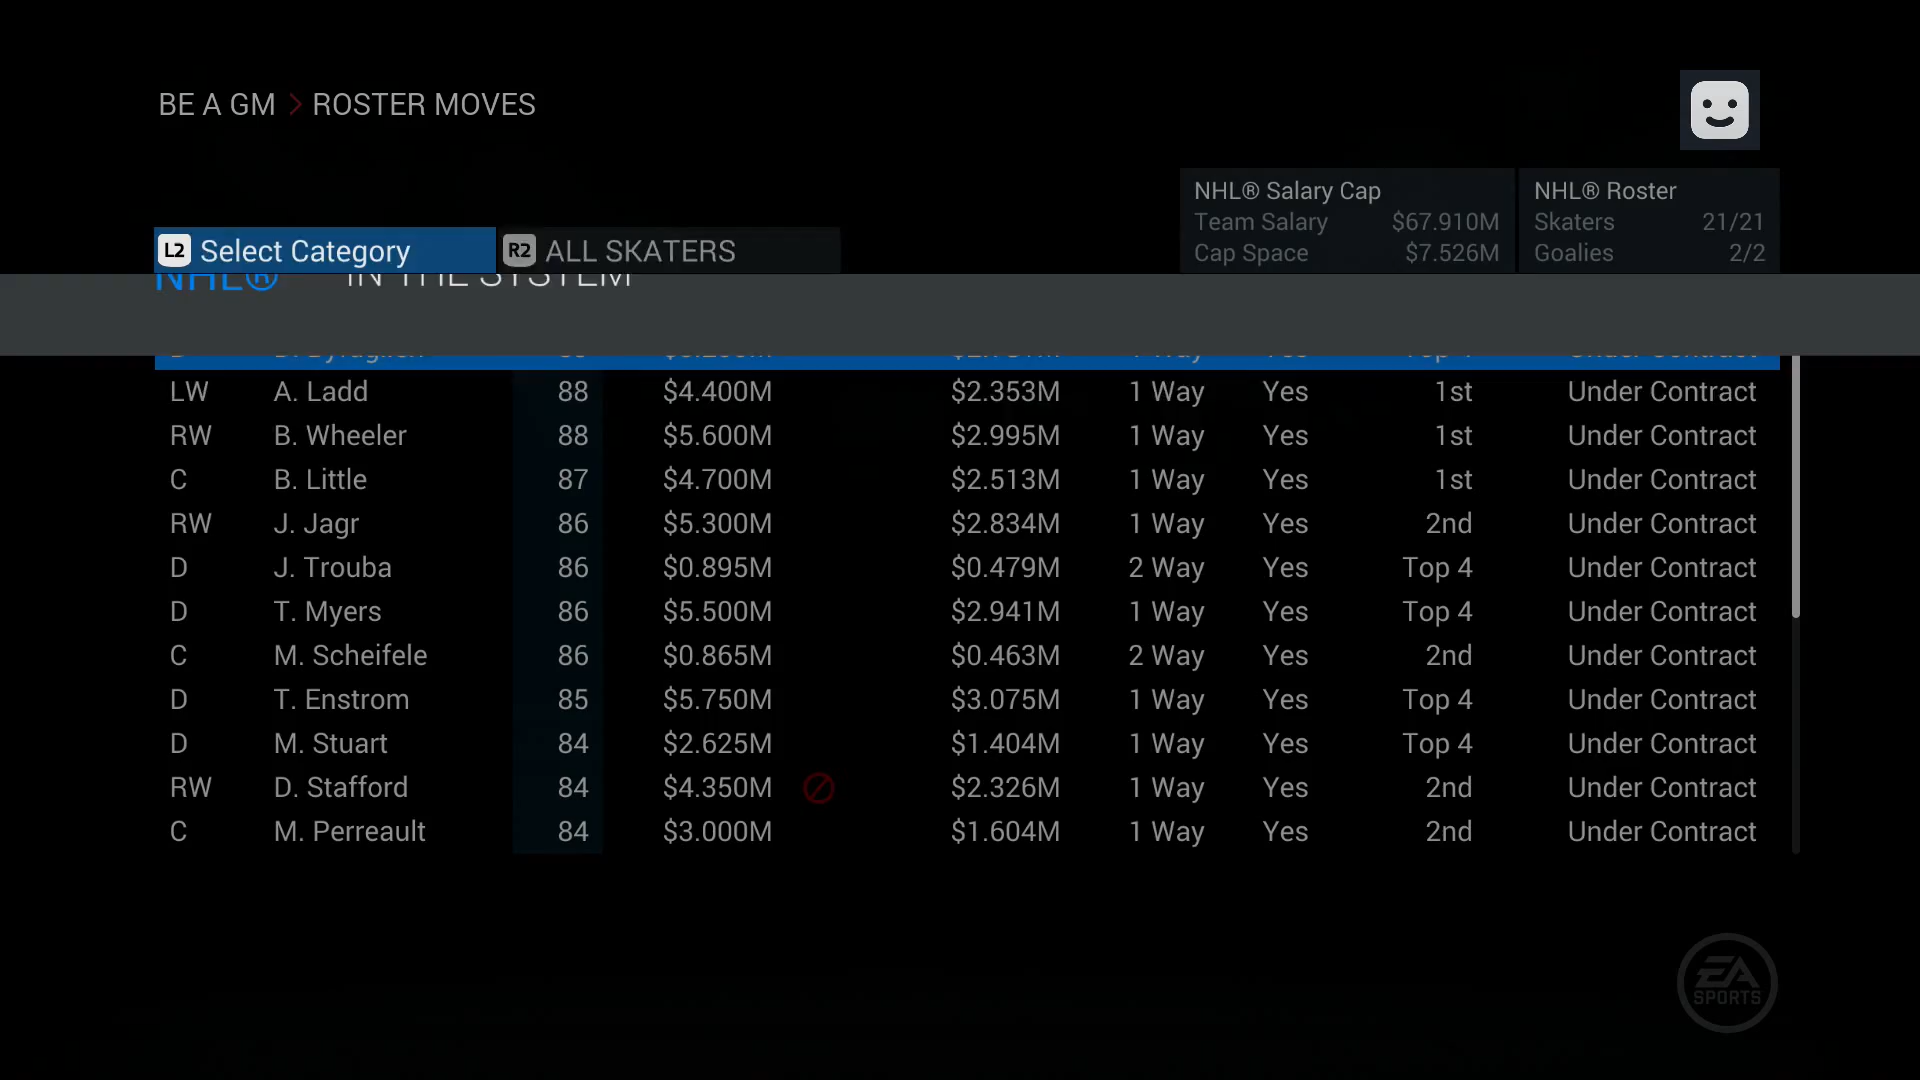 BE A GM > ROSTER MOVES
NHL® Salary Cap
Team Salary $67.910M
Cap Space $7.526M
NHL® Roster
Skaters 21/21
Goalies 2/2
L2 Select Category R2 ALL SKATERS
NHL® IN THE SYSTEM
LW A. Ladd 88 $4.400M $2.353M 1 Way Yes 1st Under Contract
RW B. Wheeler 88 $5.600M $2.995M 1 Way Yes 1st Under Contract
C B. Little 87 $4.700M $2.513M 1 Way Yes 1st Under Contract
RW J. Jagr 86 $5.300M $2.834M 1 Way Yes 2nd Under Contract
D J. Trouba 86 $0.895M $0.479M 2 Way Yes Top 4 Under Contract
D T. Myers 86 $5.500M $2.941M 1 Way Yes Top 4 Under Contract
C M. Scheifele 86 $0.865M $0.463M 2 Way Yes 2nd Under Contract
D T. Enstrom 85 $5.750M $3.075M 1 Way Yes Top 4 Under Contract
D M. Stuart 84 $2.625M $1.404M 1 Way Yes Top 4 Under Contract
RW D. Stafford 84 $4.350M $2.326M 1 Way Yes 2nd Under Contract
C M. Perreault 84 $3.000M $1.604M 1 Way Yes 2nd Under Contract
EA
SPORTS